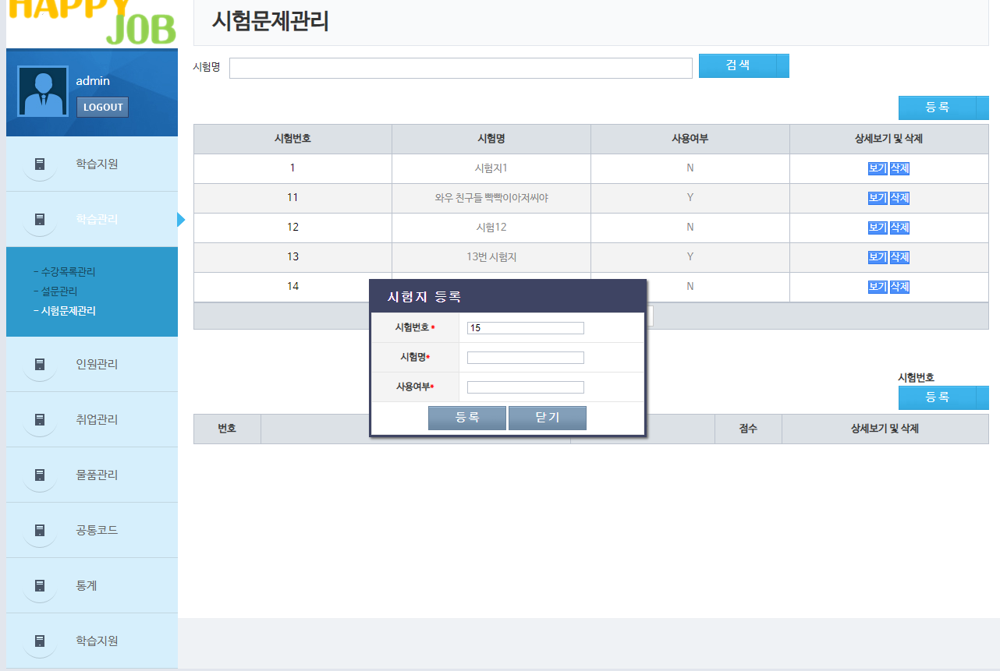 HAPPY
JOB
admin
LOGOUT
학습지원
학습관리
- 수강목록관리
- 설문관리
- 시험문제관리
인원관리
취업관리
물품관리
공통코드
통계
학습지원
시험문제관리
시험명
검색
등록
시험번호 시험명 사용여부 상세보기 및 삭제
1 시험지1 N 보기 삭제
11 와우 친구들 빡빡이아저씨야 Y 보기 삭제
12 시험12 N 보기 삭제
13 13번 시험지 Y 보기 삭제
14 N 보기 삭제
시험지 등록
시험번호 * 15
시험명*
사용여부*
등록 닫기
시험번호
등록
번호 점수 상세보기 및 삭제